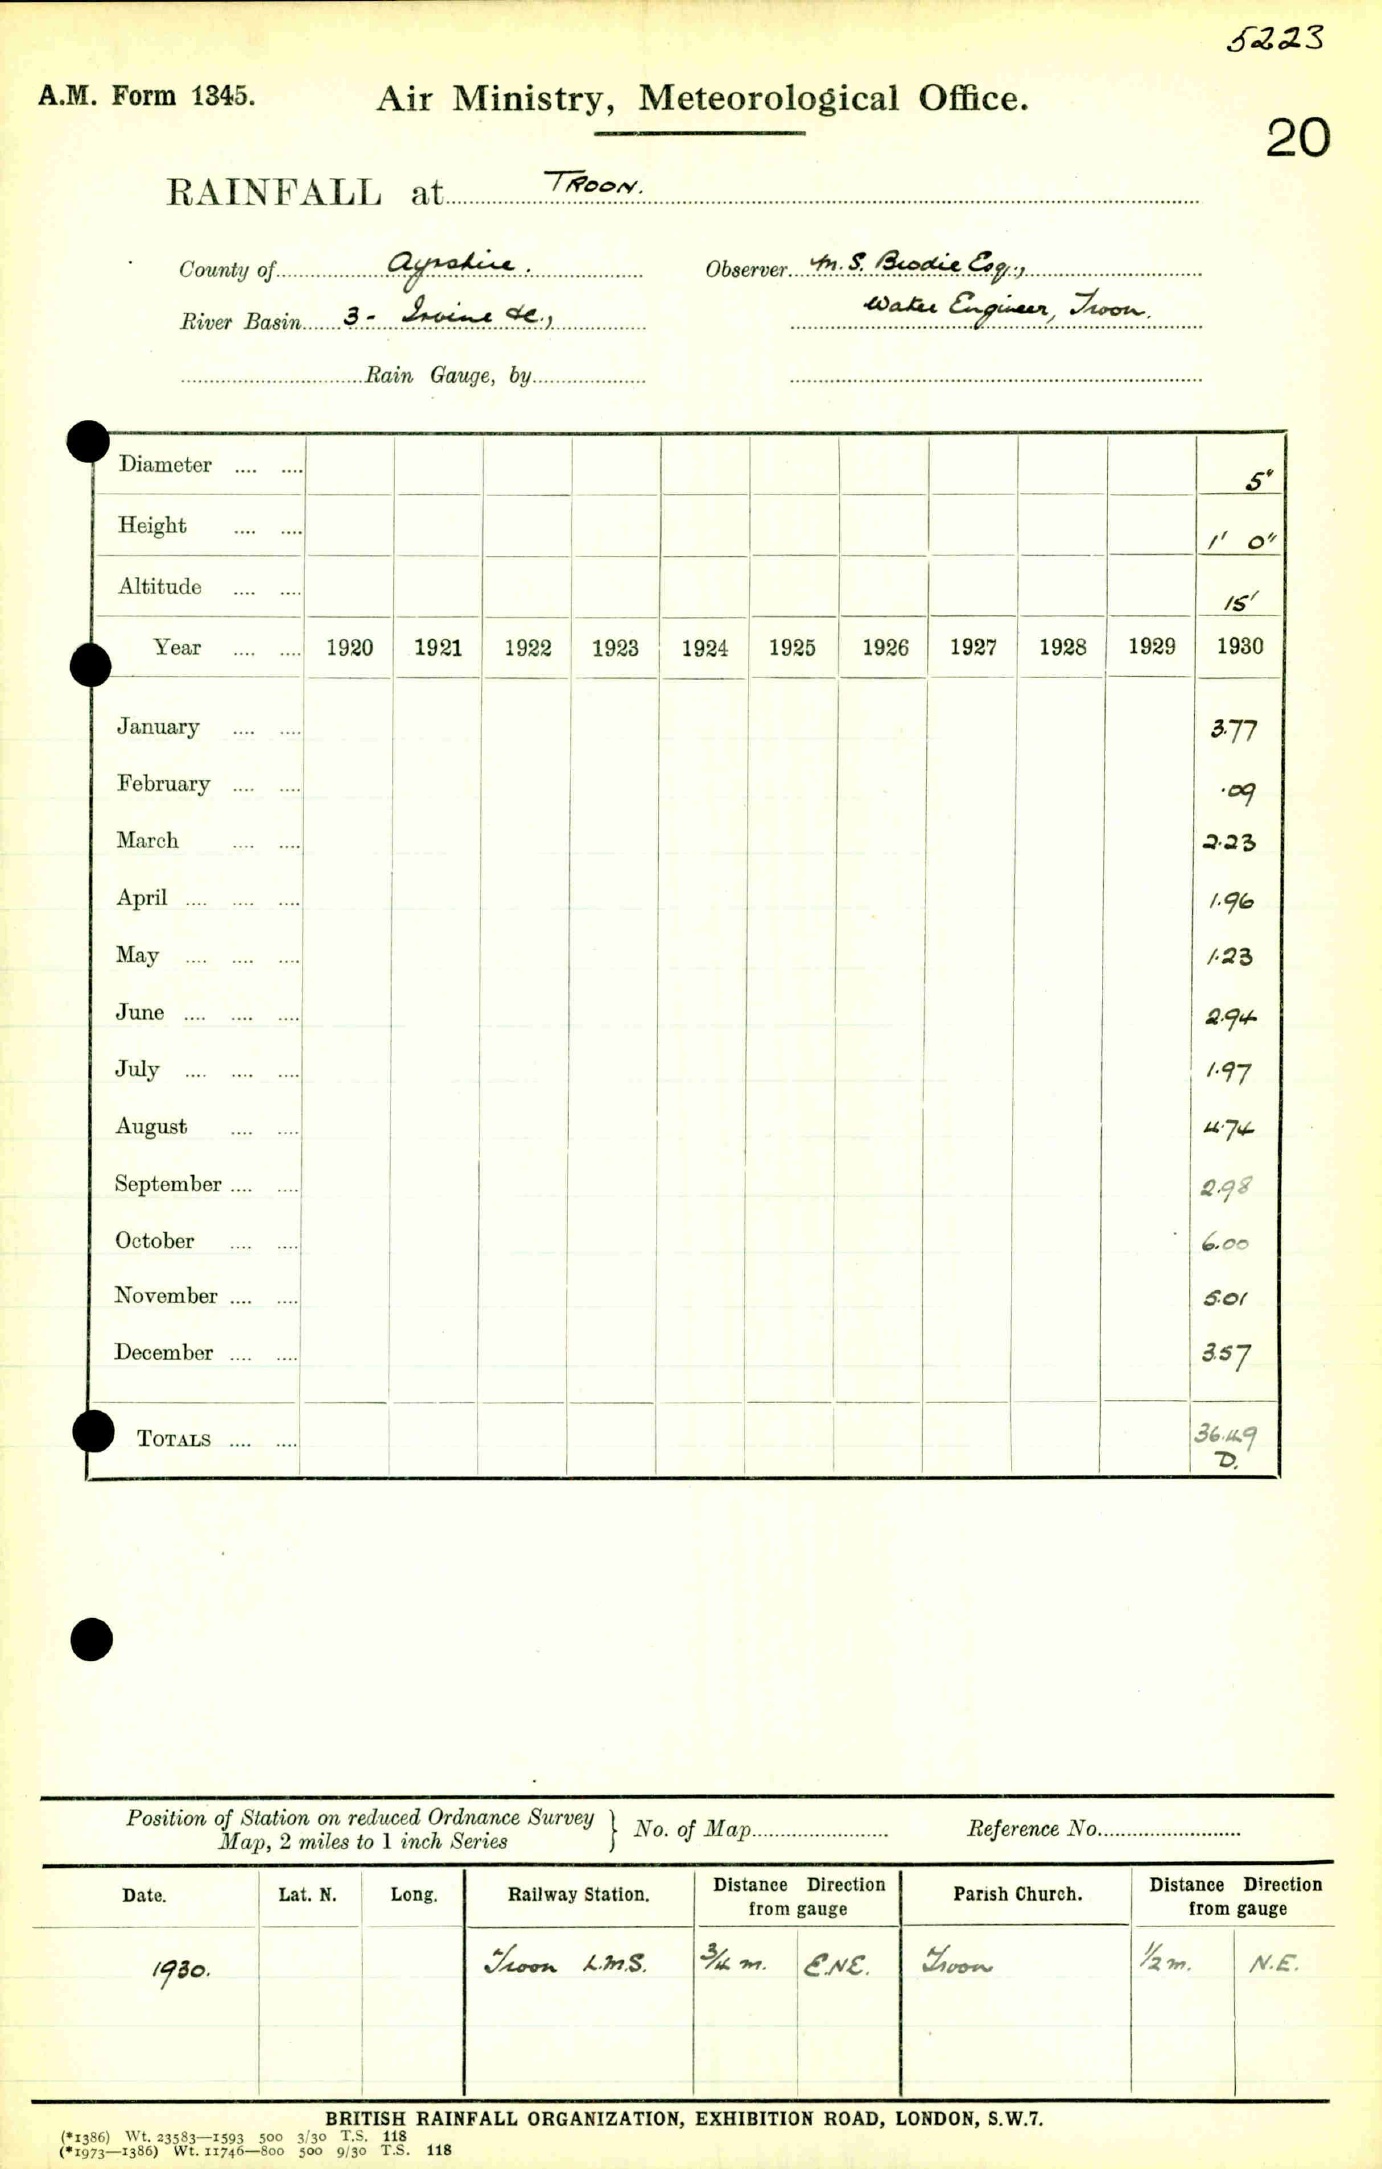 5223
A.M. Form 1345.
Air Ministry, Meteorological Office.
20
RAINFALL at TROON.
County of Ayrshire. Observer M. S. Brodie Esq.,
River Basin 3 - Irvine &c., Water Engineer, Troon.
Rain Gauge, by
Diameter .... .... 5"
Height .... .... 1' 0"
Altitude .... .... 15'
Year .... .... 1920 1921 1922 1923 1924 1925 1926 1927 1928 1929 1930
January .... .... 3.77
February .... .... .09
March .... .... 2.23
April .... .... .... 1.96
May .... .... .... 1.23
June .... .... .... 2.94
July .... .... .... 1.97
August .... .... 4.74
September .... .... 2.98
October .... .... 6.00
November .... .... 5.01
December .... .... 3.57
TOTALS .... .... 36.49
D.
Position of Station on reduced Ordnance Survey
Map, 2 miles to 1 inch Series } No. of Map Reference No.
Date. Lat. N. Long. Railway Station. Distance Direction from gauge Parish Church. Distance Direction from gauge
1930. Troon L.M.S. 3/4 m. E.N.E. Troon 1/2 m. N.E.
BRITISH RAINFALL ORGANIZATION, EXHIBITION ROAD, LONDON, S.W.7.
(*1386) Wt. 23583—1593 500 3/30 T.S. 118
(*1973—1386) Wt. 11746—800 500 9/30 T.S. 118